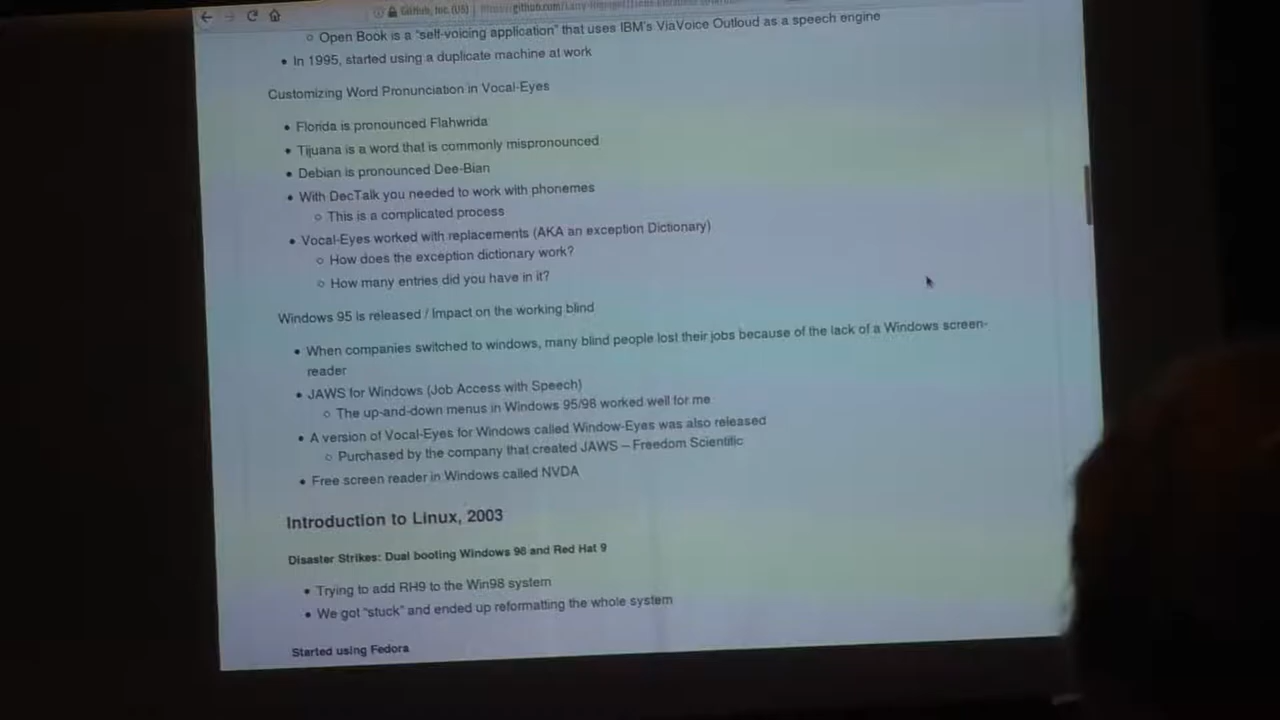 GitHub, Inc. (US)
Open Book is a "self-voicing application" that uses IBM's ViaVoice Outloud as a speech engine
In 1995, started using a duplicate machine at work
Customizing Word Pronunciation in Vocal-Eyes
Florida is pronounced Flahwrida
Tijuana is a word that is commonly mispronounced
Debian is pronounced Dee-Bian
With DecTalk you needed to work with phonemes
This is a complicated process
Vocal-Eyes worked with replacements (AKA an exception Dictionary)
How does the exception dictionary work?
How many entries did you have in it?
Windows 95 is released / Impact on the working blind
When companies switched to windows, many blind people lost their jobs because of the lack of a Windows screen-
reader
JAWS for Windows (Job Access with Speech)
The up-and-down menus in Windows 95/98 worked well for me
A version of Vocal-Eyes for Windows called Window-Eyes was also released
Purchased by the company that created JAWS – Freedom Scientific
Free screen reader in Windows called NVDA
Introduction to Linux, 2003
Disaster Strikes: Dual booting Windows 98 and Red Hat 9
Trying to add RH9 to the Win98 system
We got "stuck" and ended up reformatting the whole system
Started using Fedora